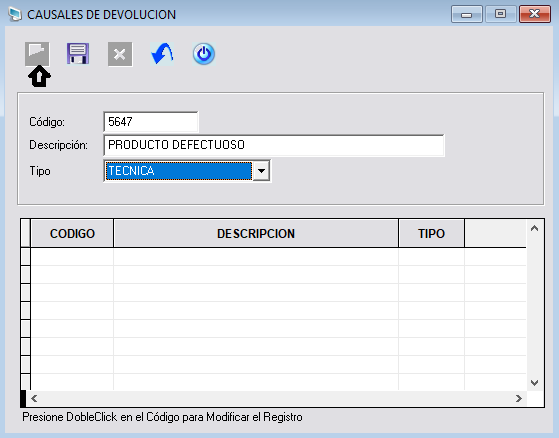 CAUSALES DE DEVOLUCION
Código: 5647
Descripción: PRODUCTO DEFECTUOSO
Tipo TECNICA
CODIGO DESCRIPCION TIPO
Presione DobleClick en el Código para Modificar el Registro